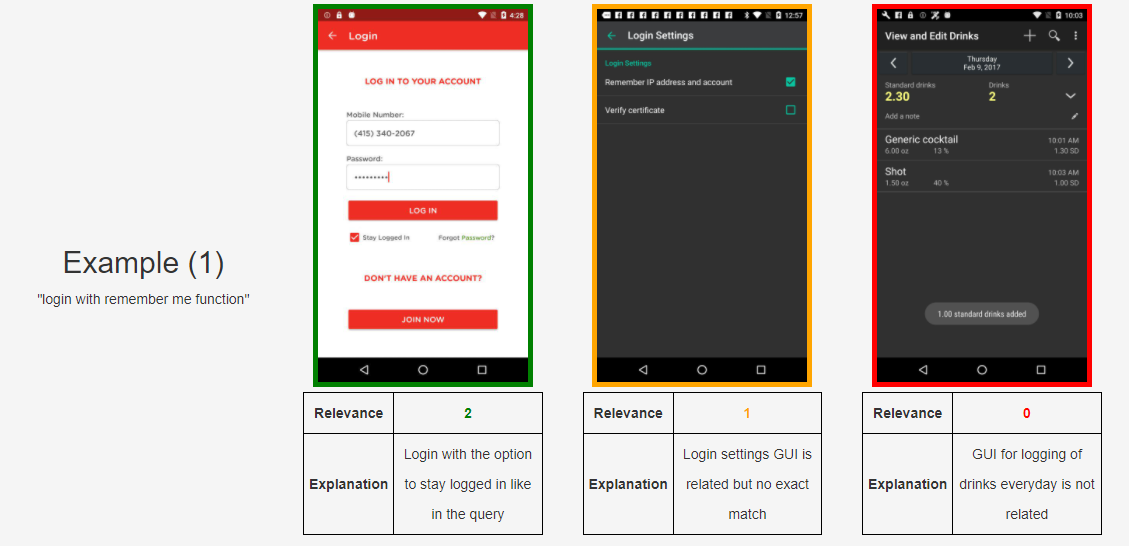 Example (1)
"login with remember me function"
4:28
Login
LOG IN TO YOUR ACCOUNT
Mobile Number:
(415) 340-2067
Password:
•••••••••
LOG IN
Stay Logged In
Forgot Password?
DON'T HAVE AN ACCOUNT?
JOIN NOW
Relevance 2
Explanation
Login with the option
to stay logged in like
in the query
12:57
Login Settings
Login Settings
Remember IP address and account
Verify certificate
Relevance 1
Explanation
Login settings GUI is
related but no exact
match
10:03
View and Edit Drinks
Thursday
Feb 9, 2017
Standard drinks Drinks
2.30 2
Add a note
Generic cocktail 10:01 AM
6.00 oz 13 % 1.30 SD
Shot 10:03 AM
1.50 oz 40 % 1.00 SD
1.00 standard drinks added
Relevance 0
Explanation
GUI for logging of
drinks everyday is not
related